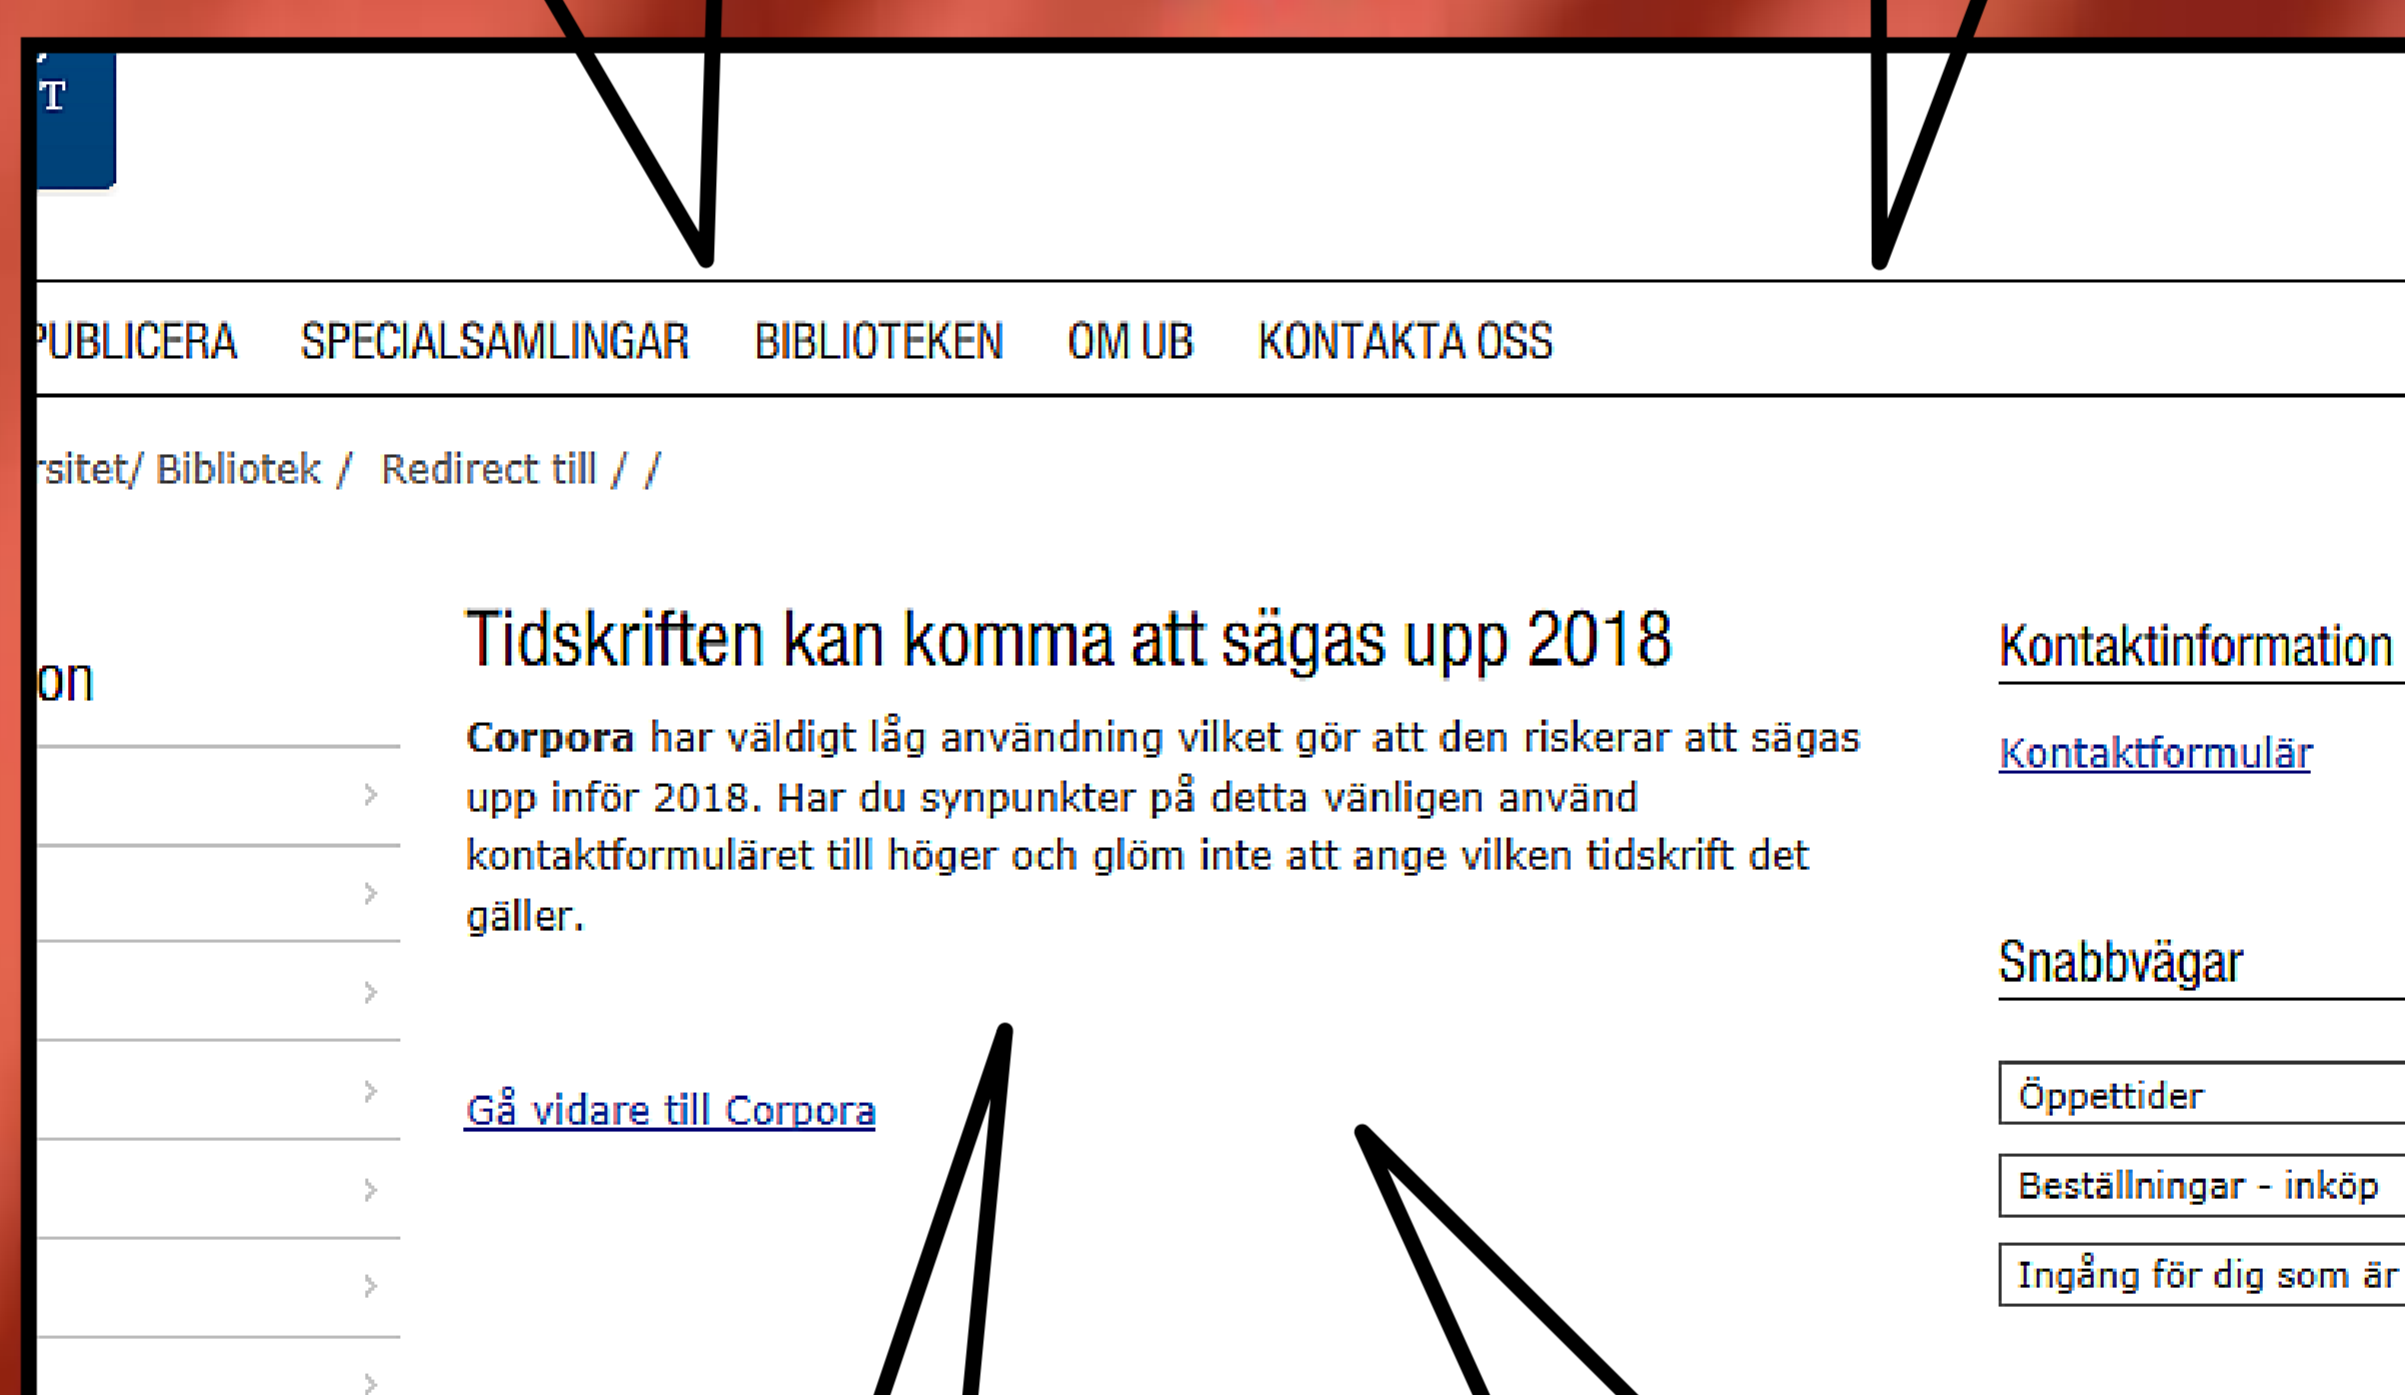 T
PUBLICERA SPECIALSAMLINGAR BIBLIOTEKEN OM UB KONTAKTA OSS
rsitet/ Bibliotek / Redirect till / /
on
Tidskriften kan komma att sägas upp 2018
Corpora har väldigt låg användning vilket gör att den riskerar att sägas
upp inför 2018. Har du synpunkter på detta vänligen använd
kontaktformuläret till höger och glöm inte att ange vilken tidskrift det
gäller.
Gå vidare till Corpora
Kontaktinformation
Kontaktformulär
Snabbvägar
Öppettider
Beställningar - inköp
Ingång för dig som är